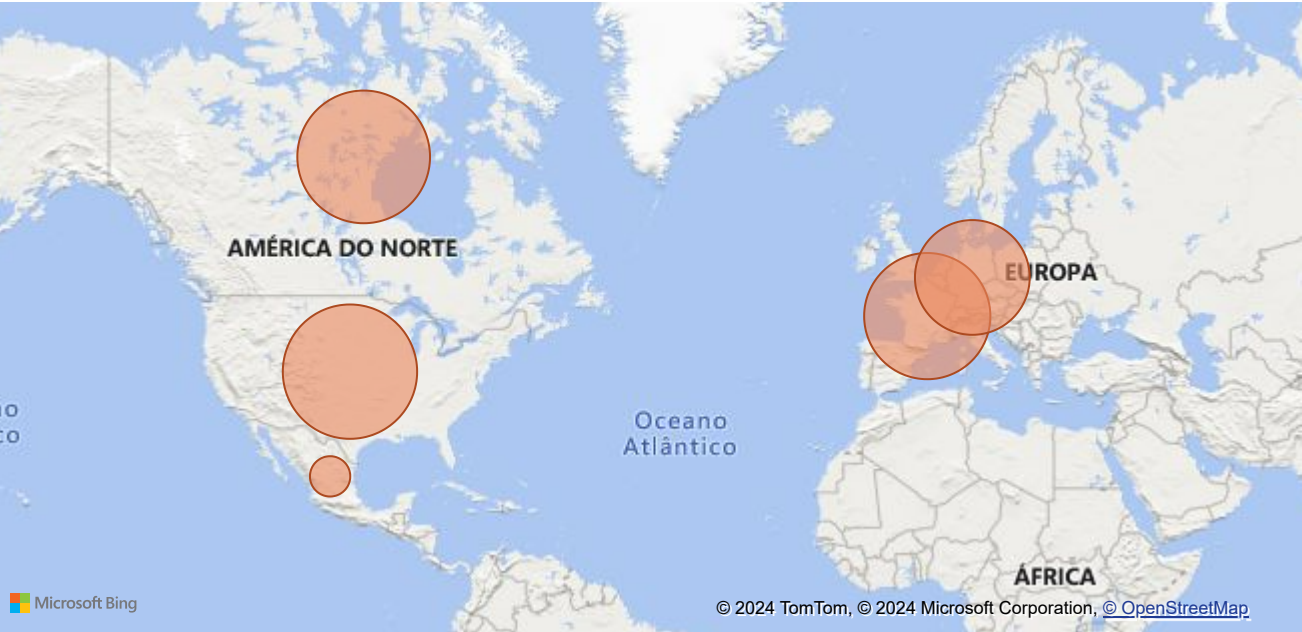 AMÉRICA DO NORTE
EUROPA
Oceano
Atlântico
ÁFRICA
Microsoft Bing
© 2024 TomTom, © 2024 Microsoft Corporation, © OpenStreetMap